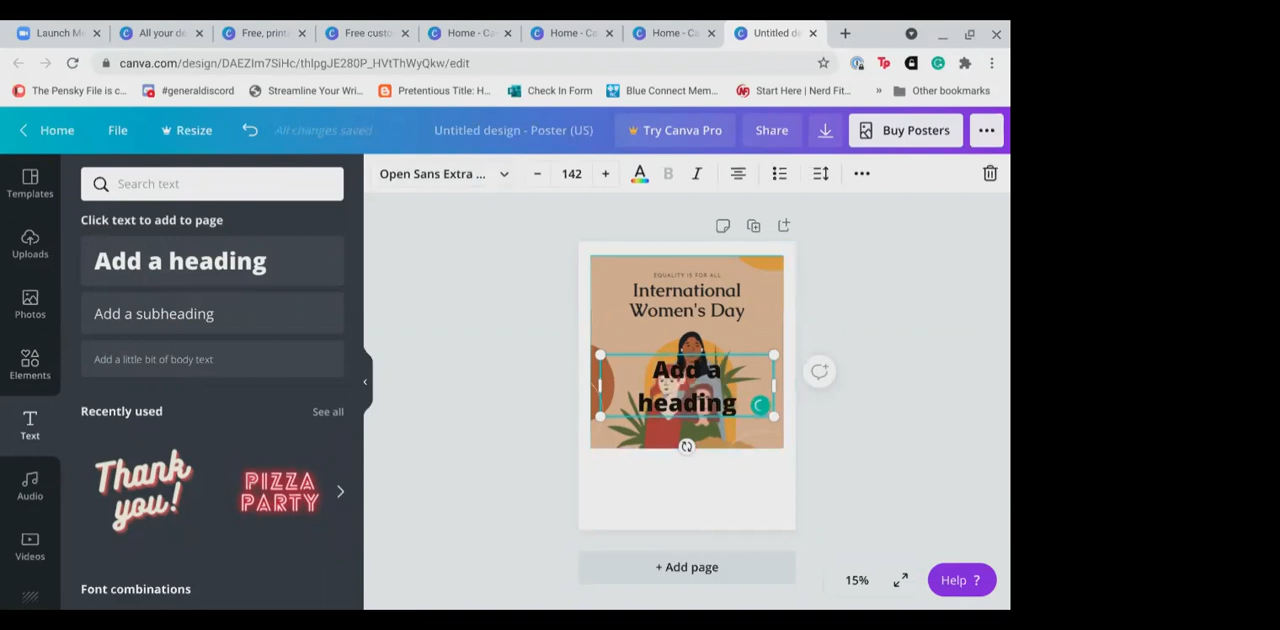 Launch M
All your de
Free, print
Free custo
Home - Ca
Home - Ca
Home - Ca
Untitled d
canva.com/design/DAEZIm7SiHc/thlpgJE280P_HVtThWyQkw/edit
The Pensky File is c...
#generaldiscord
Streamline Your Wri...
Pretentious Title: H...
Check In Form
Blue Connect Mem...
Start Here | Nerd Fit...
»
Other bookmarks
Home
File
Resize
All changes saved
Untitled design - Poster (US)
Try Canva Pro
Share
Buy Posters
Templates
Uploads
Photos
Elements
Text
Audio
Videos
Search text
Click text to add to page
Add a heading
Add a subheading
Add a little bit of body text
Recently used
See all
Thank
you!
PIZZA
PARTY
Font combinations
Open Sans Extra ...
– 142 +
A B I
EQUALITY IS FOR ALL
International
Women's Day
Add a
heading
+ Add page
15%
Help ?